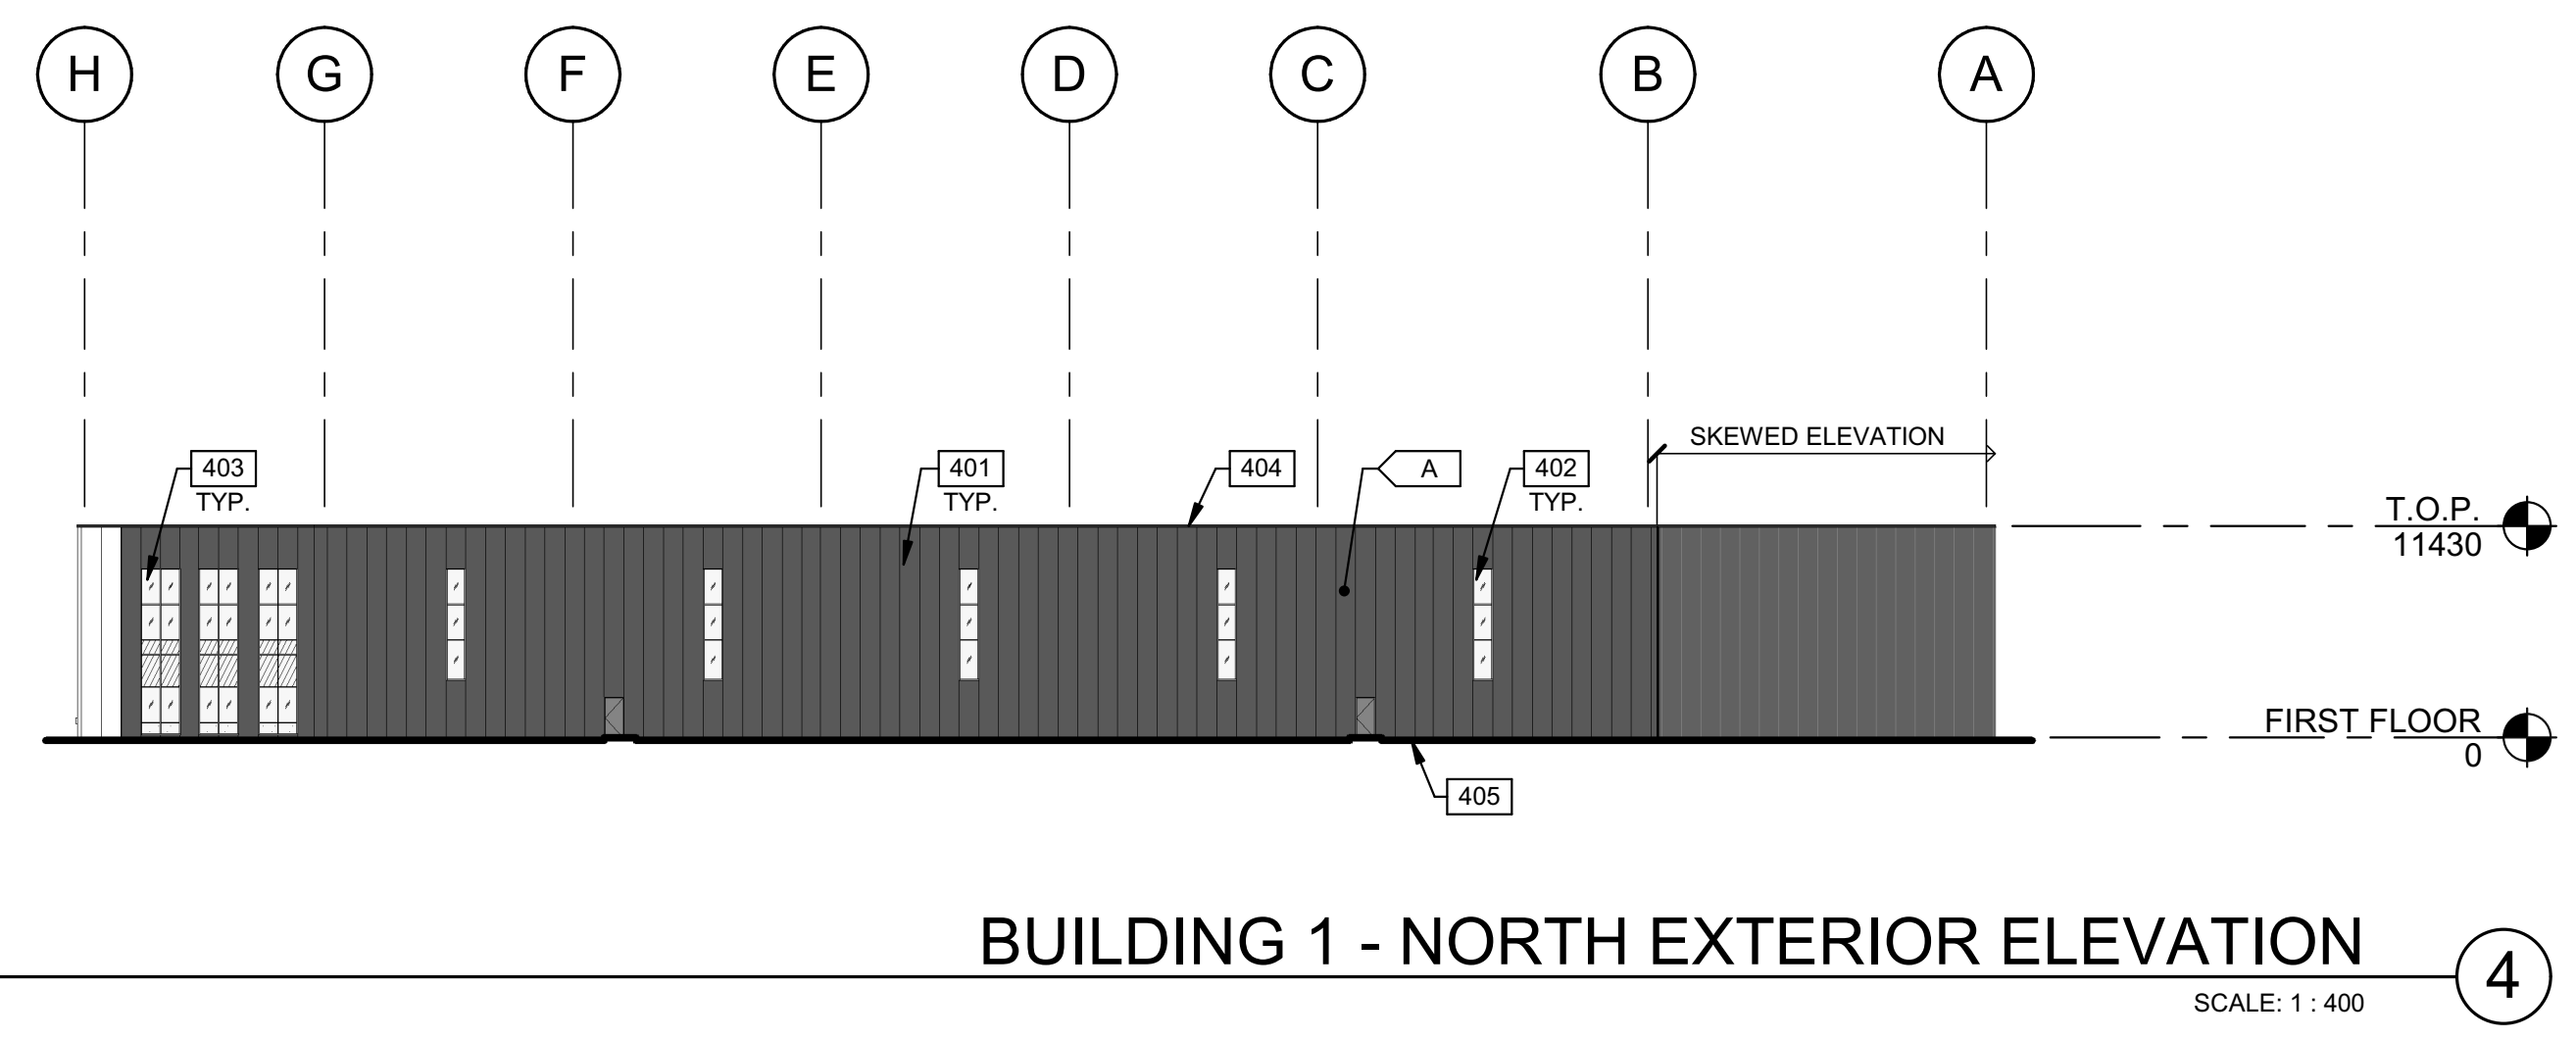 H G F E D C B A
SKEWED ELEVATION
403
TYP.
401
TYP.
404
A
402
TYP.
T.O.P.
11430
FIRST FLOOR
0
405
BUILDING 1 - NORTH EXTERIOR ELEVATION
4
SCALE: 1 : 400